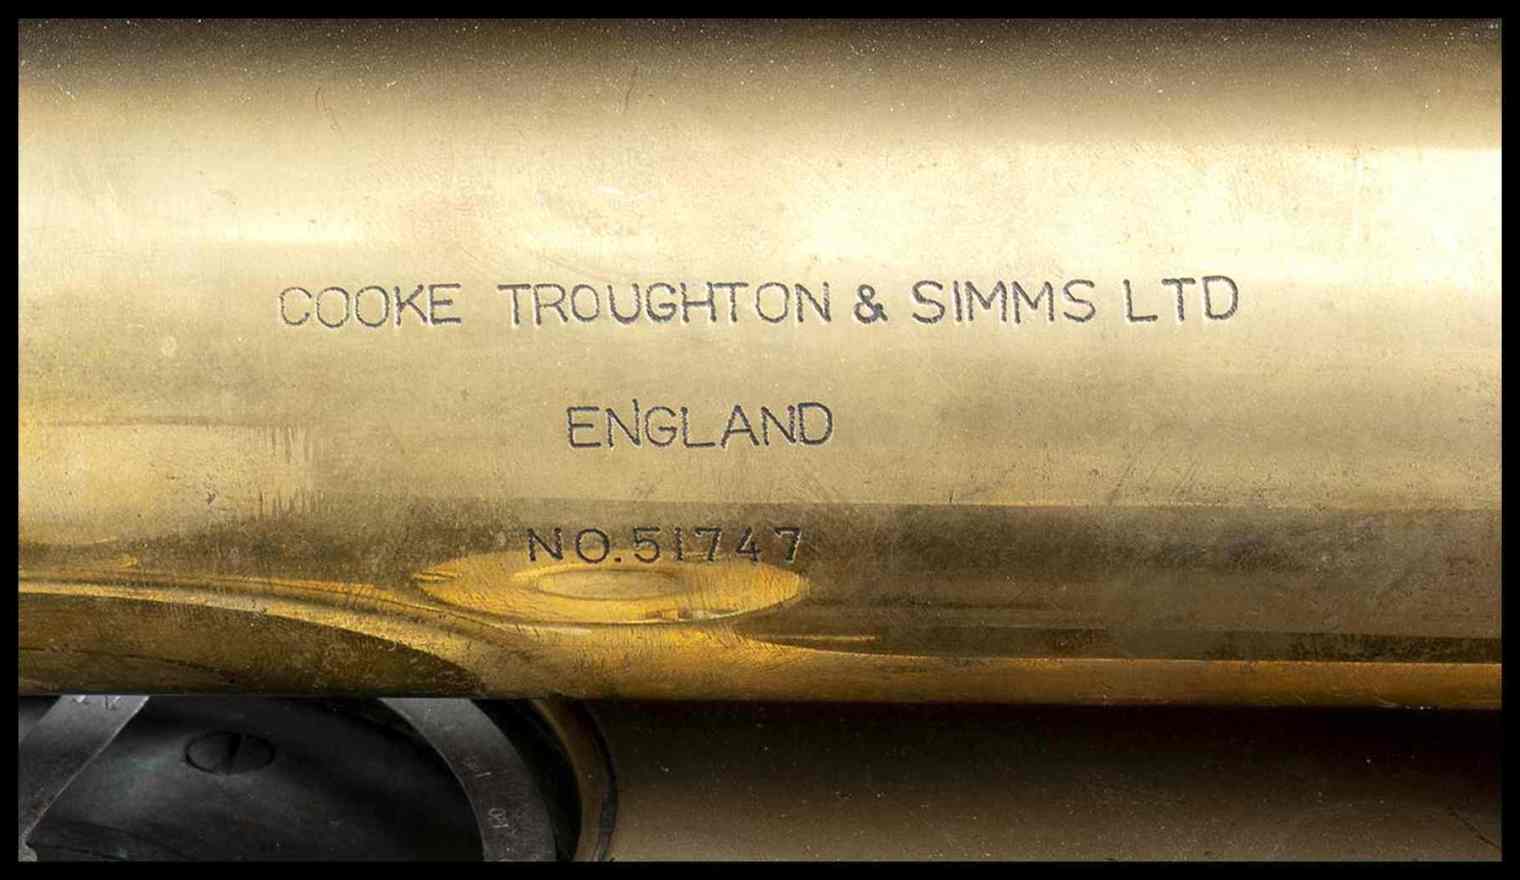 COOKE TROUGHTON & SIMMS LTD
ENGLAND
NO.51747